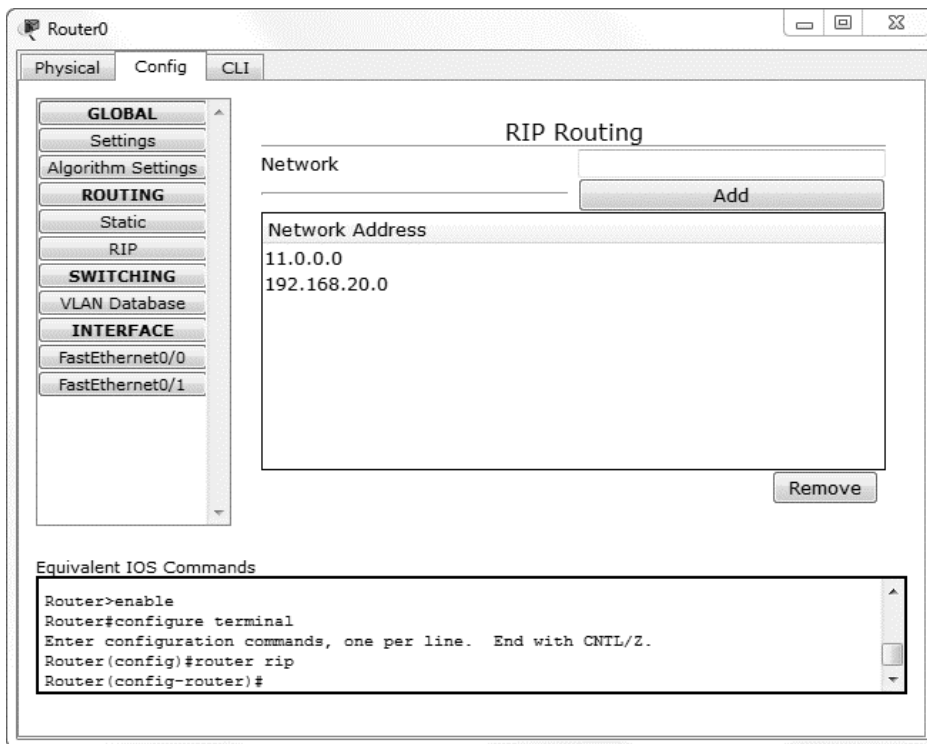 Router0
Physical
Config
CLI
GLOBAL
Settings
Algorithm Settings
ROUTING
Static
RIP
SWITCHING
VLAN Database
INTERFACE
FastEthernet0/0
FastEthernet0/1
RIP Routing
Network
Add
Network Address
11.0.0.0
192.168.20.0
Remove
Equivalent IOS Commands
Router>enable
Router#configure terminal
Enter configuration commands, one per line.  End with CNTL/Z.
Router(config)#router rip
Router(config-router)#